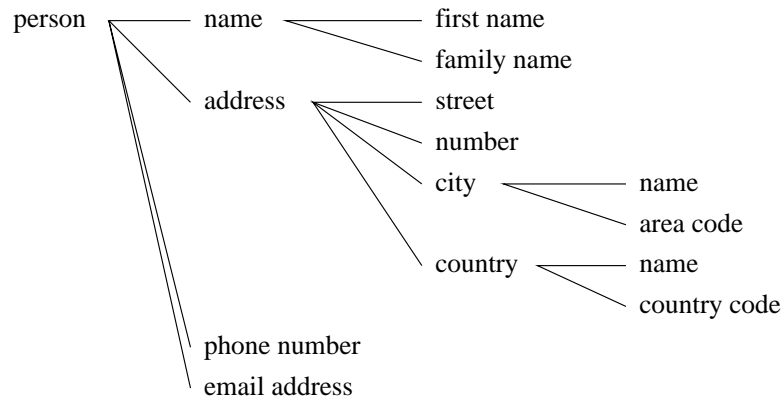 person name first name
family name
address street
number
city name
area code
country name
country code
phone number
email address